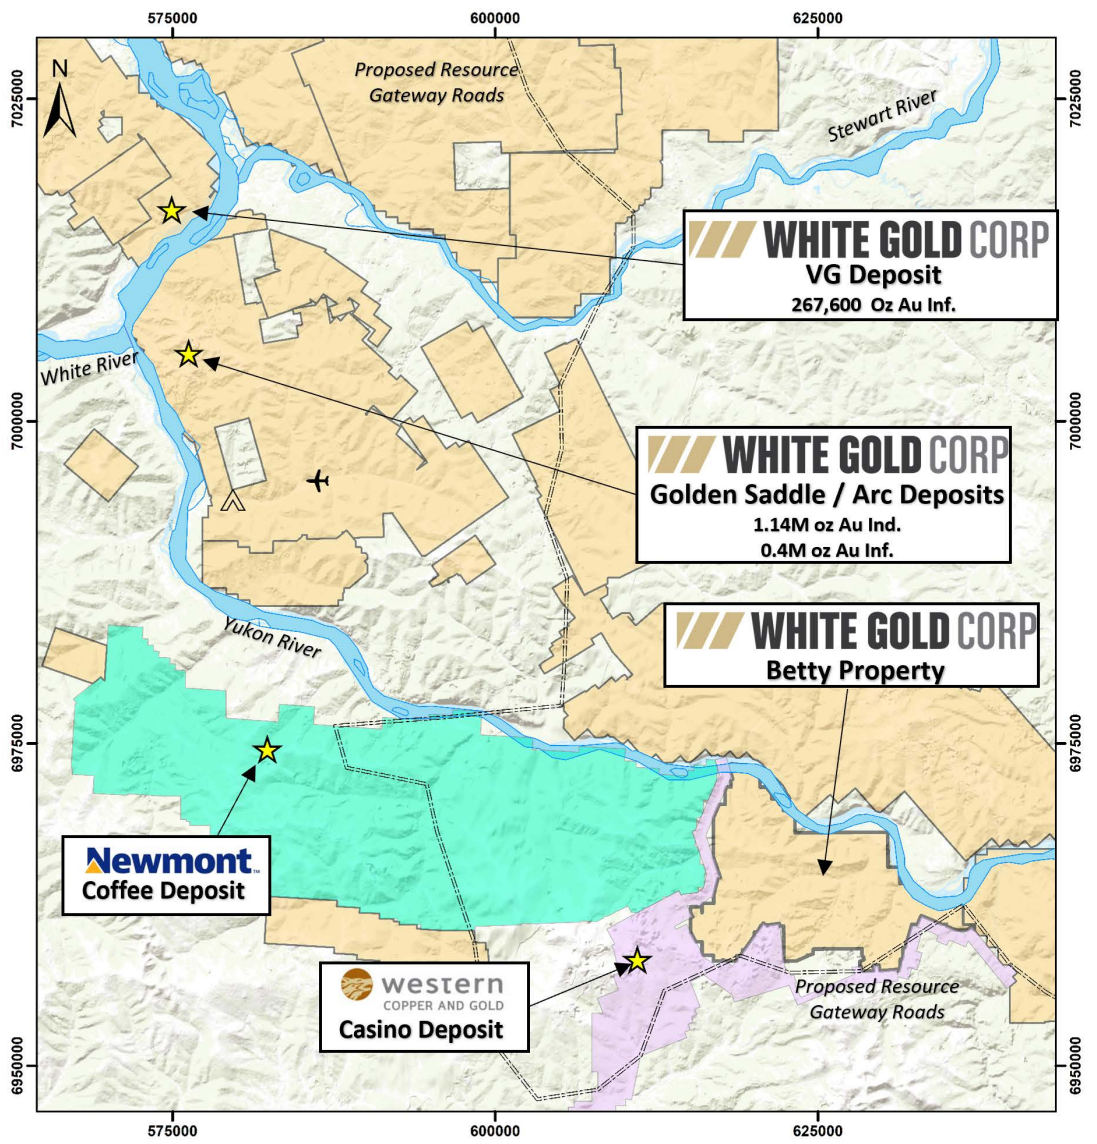 575000
600000
625000
N
Proposed Resource
Gateway Roads
7025000
7025000
Stewart River
WHITE GOLD CORP
VG Deposit
267,600 Oz Au Inf.
White River
7000000
7000000
WHITE GOLD CORP
Golden Saddle / Arc Deposits
1.14M oz Au Ind.
0.4M oz Au Inf.
Yukon River
WHITE GOLD CORP
Betty Property
6975000
6975000
Newmont™
Coffee Deposit
western
COPPER AND GOLD
Casino Deposit
Proposed Resource
Gateway Roads
6950000
6950000
575000
600000
625000